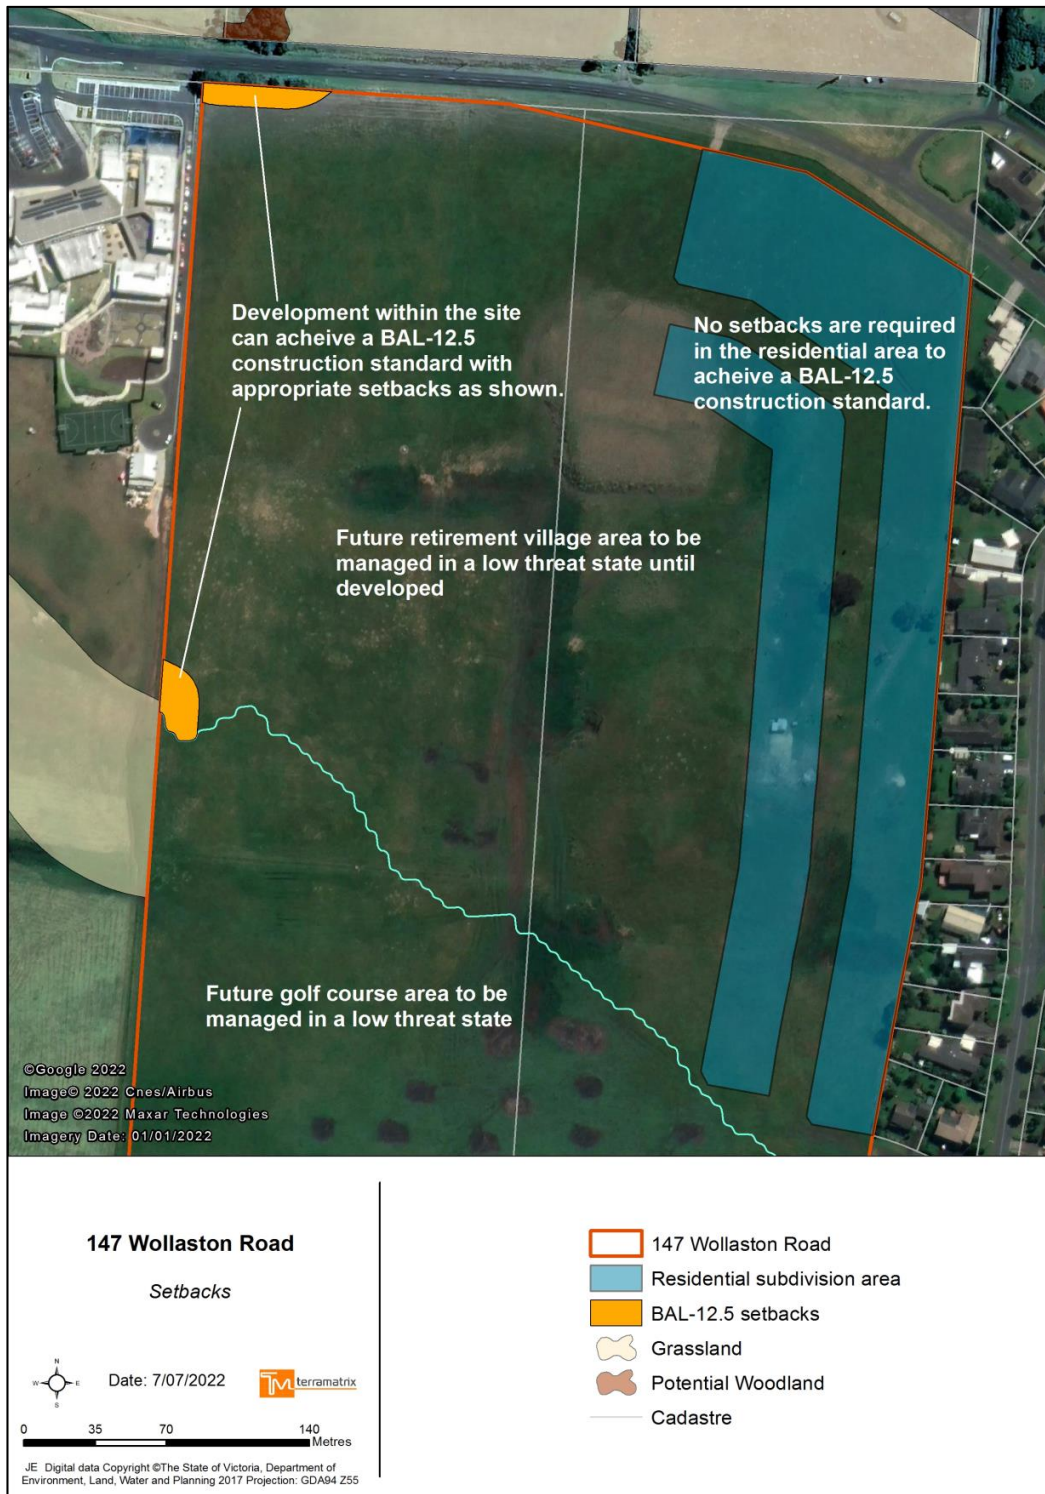 Development within the site
can acheive a BAL-12.5
construction standard with
appropriate setbacks as shown.
No setbacks are required
in the residential area to
acheive a BAL-12.5
construction standard.
Future retirement village area to be
managed in a low threat state until
developed
Future golf course area to be
managed in a low threat state
©Google 2022
Image© 2022 Cnes/Airbus
Image ©2022 Maxar Technologies
Imagery Date: 01/01/2022
147 Wollaston Road
Setbacks
N
W E
S
Date: 7/07/2022
TM terramatrix
0 35 70 140
Metres
JE Digital data Copyright ©The State of Victoria, Department of
Environment, Land, Water and Planning 2017 Projection: GDA94 Z55
147 Wollaston Road
Residential subdivision area
BAL-12.5 setbacks
Grassland
Potential Woodland
Cadastre